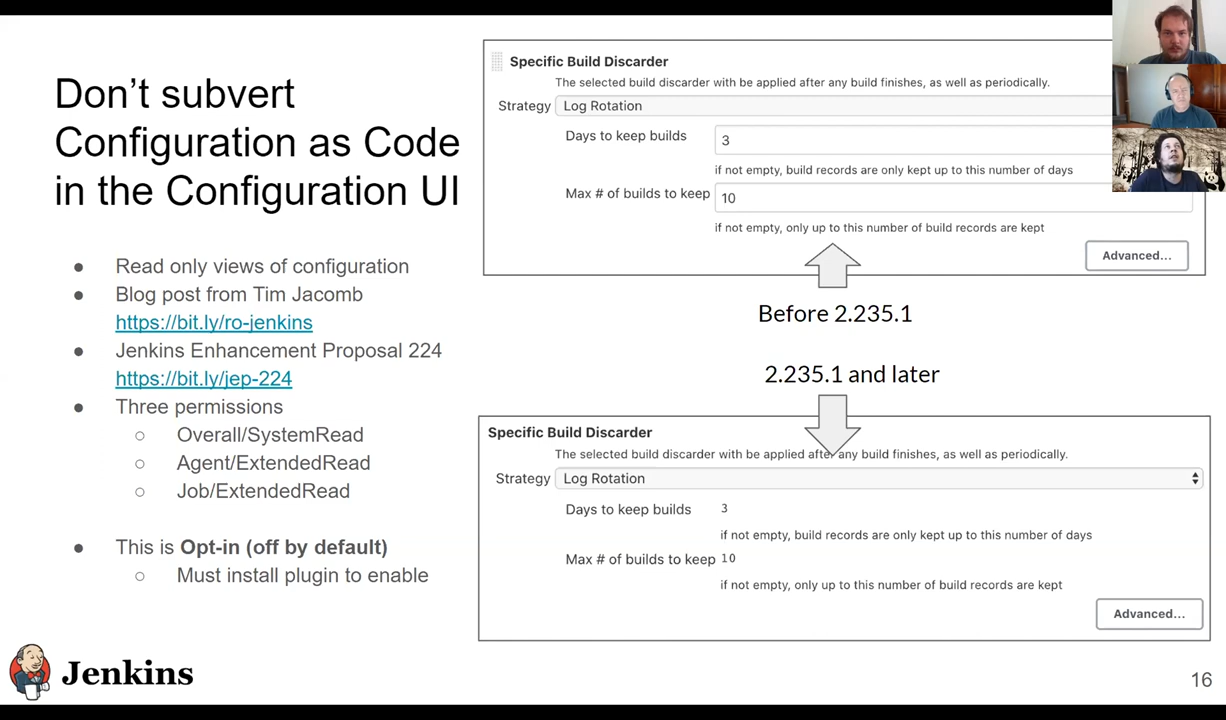 Don’t subvert
Configuration as Code
in the Configuration UI
● Read only views of configuration
● Blog post from Tim Jacomb
https://bit.ly/ro-jenkins
● Jenkins Enhancement Proposal 224
https://bit.ly/jep-224
● Three permissions
○ Overall/SystemRead
○ Agent/ExtendedRead
○ Job/ExtendedRead
● This is Opt-in (off by default)
○ Must install plugin to enable
Specific Build Discarder
The selected build discarder with be applied after any build finishes, as well as periodically.
Strategy Log Rotation
Days to keep builds 3
if not empty, build records are only kept up to this number of days
Max # of builds to keep 10
if not empty, only up to this number of build records are kept
Advanced...
Before 2.235.1
2.235.1 and later
Specific Build Discarder
The selected build discarder with be applied after any build finishes, as well as periodically.
Strategy Log Rotation
Days to keep builds 3
if not empty, build records are only kept up to this number of days
Max # of builds to keep 10
if not empty, only up to this number of build records are kept
Advanced...
Jenkins
16